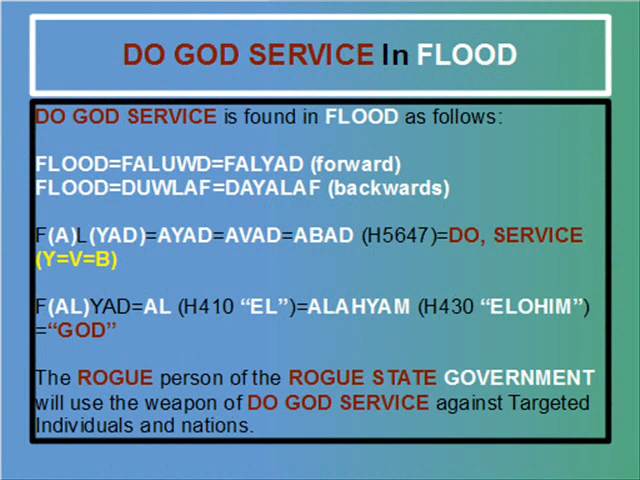 DO GOD SERVICE In FLOOD
DO GOD SERVICE is found in FLOOD as follows:
FLOOD=FALUWD=FALYAD (forward)
FLOOD=DUWLAF=DAYALAF (backwards)
F(A)L(YAD)=AYAD=AVAD=ABAD (H5647)=DO, SERVICE
(Y=V=B)
F(AL)YAD=AL (H410 “EL”)=ALAHYAM (H430 “ELOHIM”)
=“GOD”
The ROGUE person of the ROGUE STATE GOVERNMENT
will use the weapon of DO GOD SERVICE against Targeted
Individuals and nations.